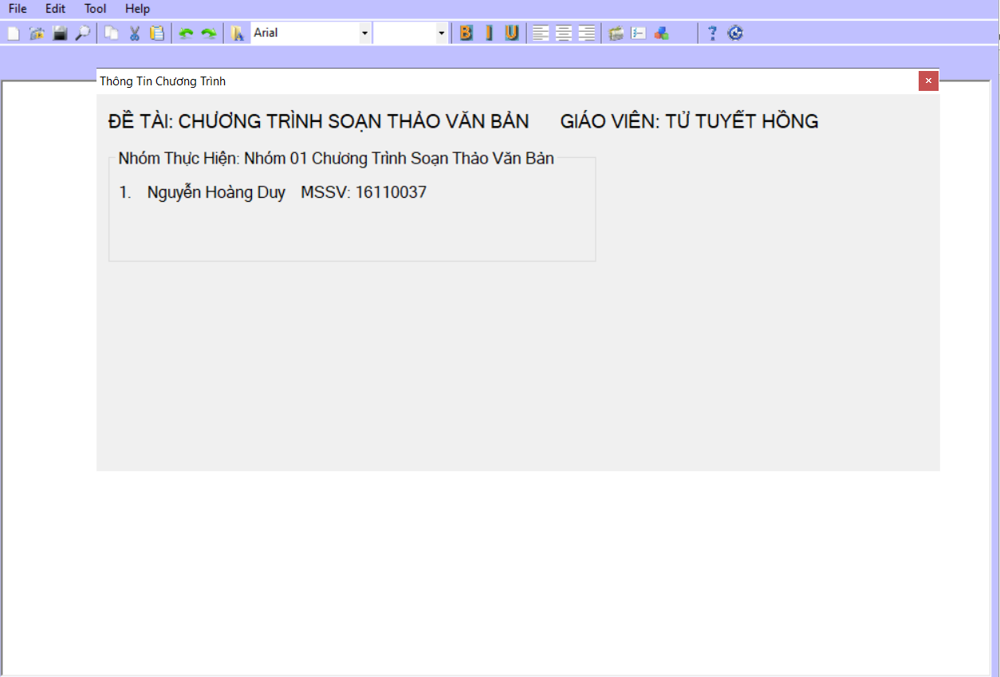 File Edit Tool Help
Arial
Thông Tin Chương Trình
ĐỀ TÀI: CHƯƠNG TRÌNH SOẠN THẢO VĂN BẢN GIÁO VIÊN: TỬ TUYẾT HỒNG
Nhóm Thực Hiện: Nhóm 01 Chương Trình Soạn Thảo Văn Bản
1. Nguyễn Hoàng Duy MSSV: 16110037